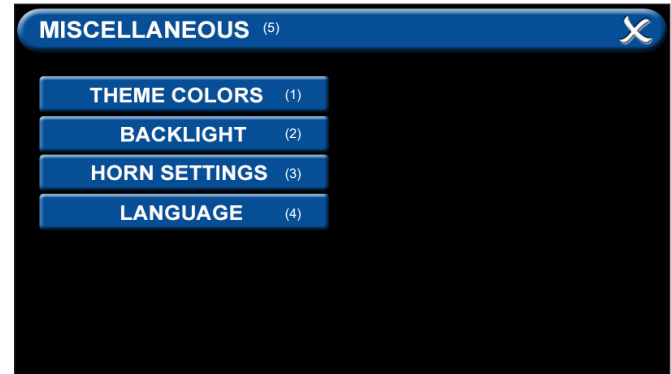 MISCELLANEOUS (5)
THEME COLORS (1)
BACKLIGHT (2)
HORN SETTINGS (3)
LANGUAGE (4)